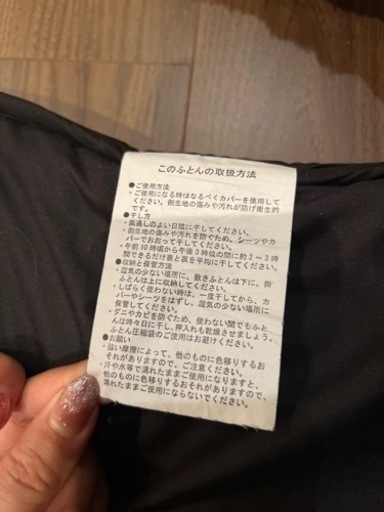 このふとんの取扱方法
●ご使用方法
・ご使用になる時はなるべくカバーを使用して
ください。側生地の傷みや汚れが防げ衛生的
です。
●干し方
・風通しのよい日陰に干してください。
・側生地の傷みや汚れを防ぐため、シーツやカ
バーでおおって干してください。
・午前10時頃から午後3時位の間に約2～3時
間できるだけ表と裏を平均に干してください。
●収納と保管方法
・湿気の少ない場所に、敷きふとんは下に、掛
ふとんは上に収納してください。
・しばらく使わない時は、一度干してから、カ
バーやシーツをはずし、湿気の少ない場所に
保管してください。
・ダニやカビを防ぐため、使わない間でもふと
んは時々日に干し、押入れも乾燥させましょう。
・ふとん圧縮袋のご使用はお避けください。
●お願い
・強い摩擦によって、他のものに色移りするお
それがありますので、ご注意ください。
・汗や水等で濡れたままご使用になりますと、
他のものに色移りするおそれがありますので、
濡れたままご使用にならないでください。